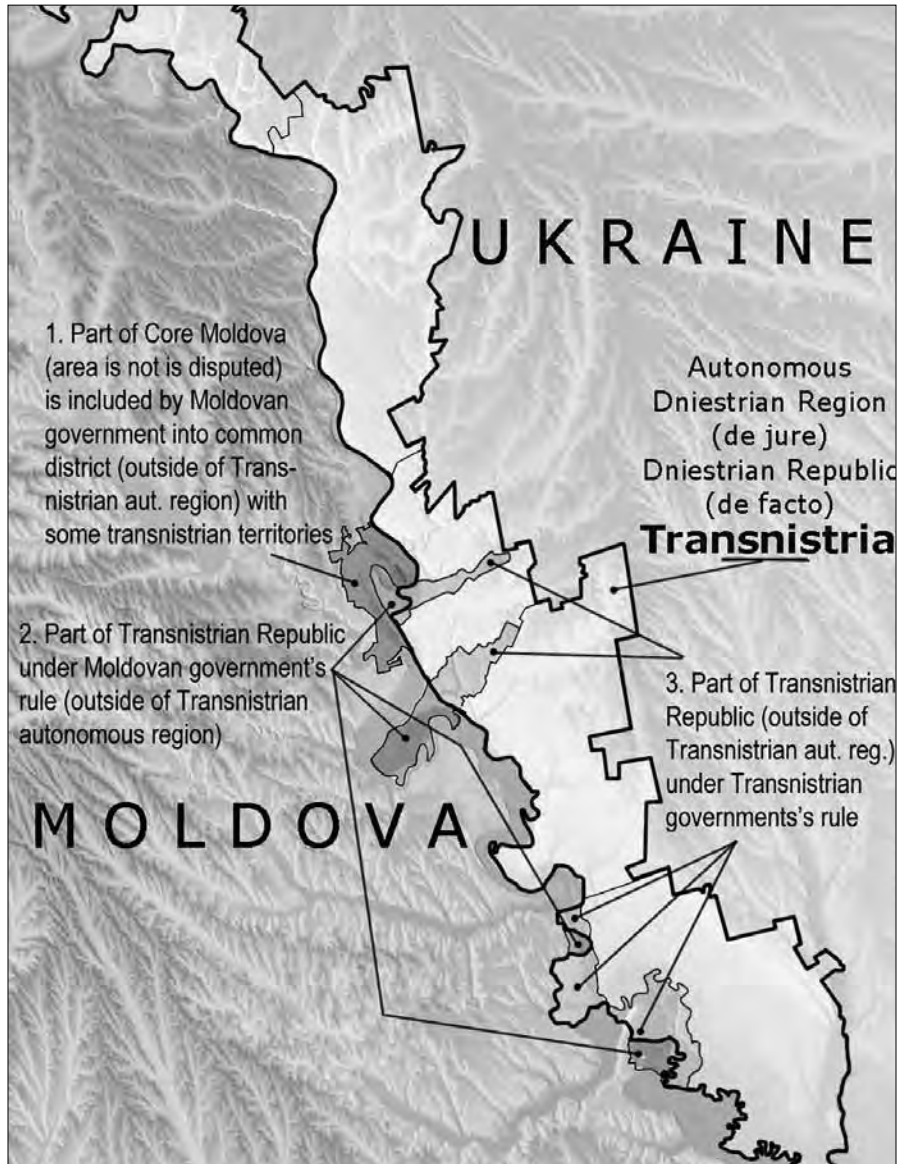 UKRAINE
1. Part of Core Moldova
(area is not is disputed)
is included by Moldovan
government into common
district (outside of Trans-
nistrian aut. region) with
some transnistrian territories
Autonomous
Dniestrian Region
(de jure)
Dniestrian Republic
(de facto)
Transnistria
2. Part of Transnistrian Republic
under Moldovan government's
rule (outside of Transnistrian
autonomous region)
3. Part of Transnistrian
Republic (outside of
Transnistrian aut. reg.)
under Transnistrian
governments's rule
MOLDOVA